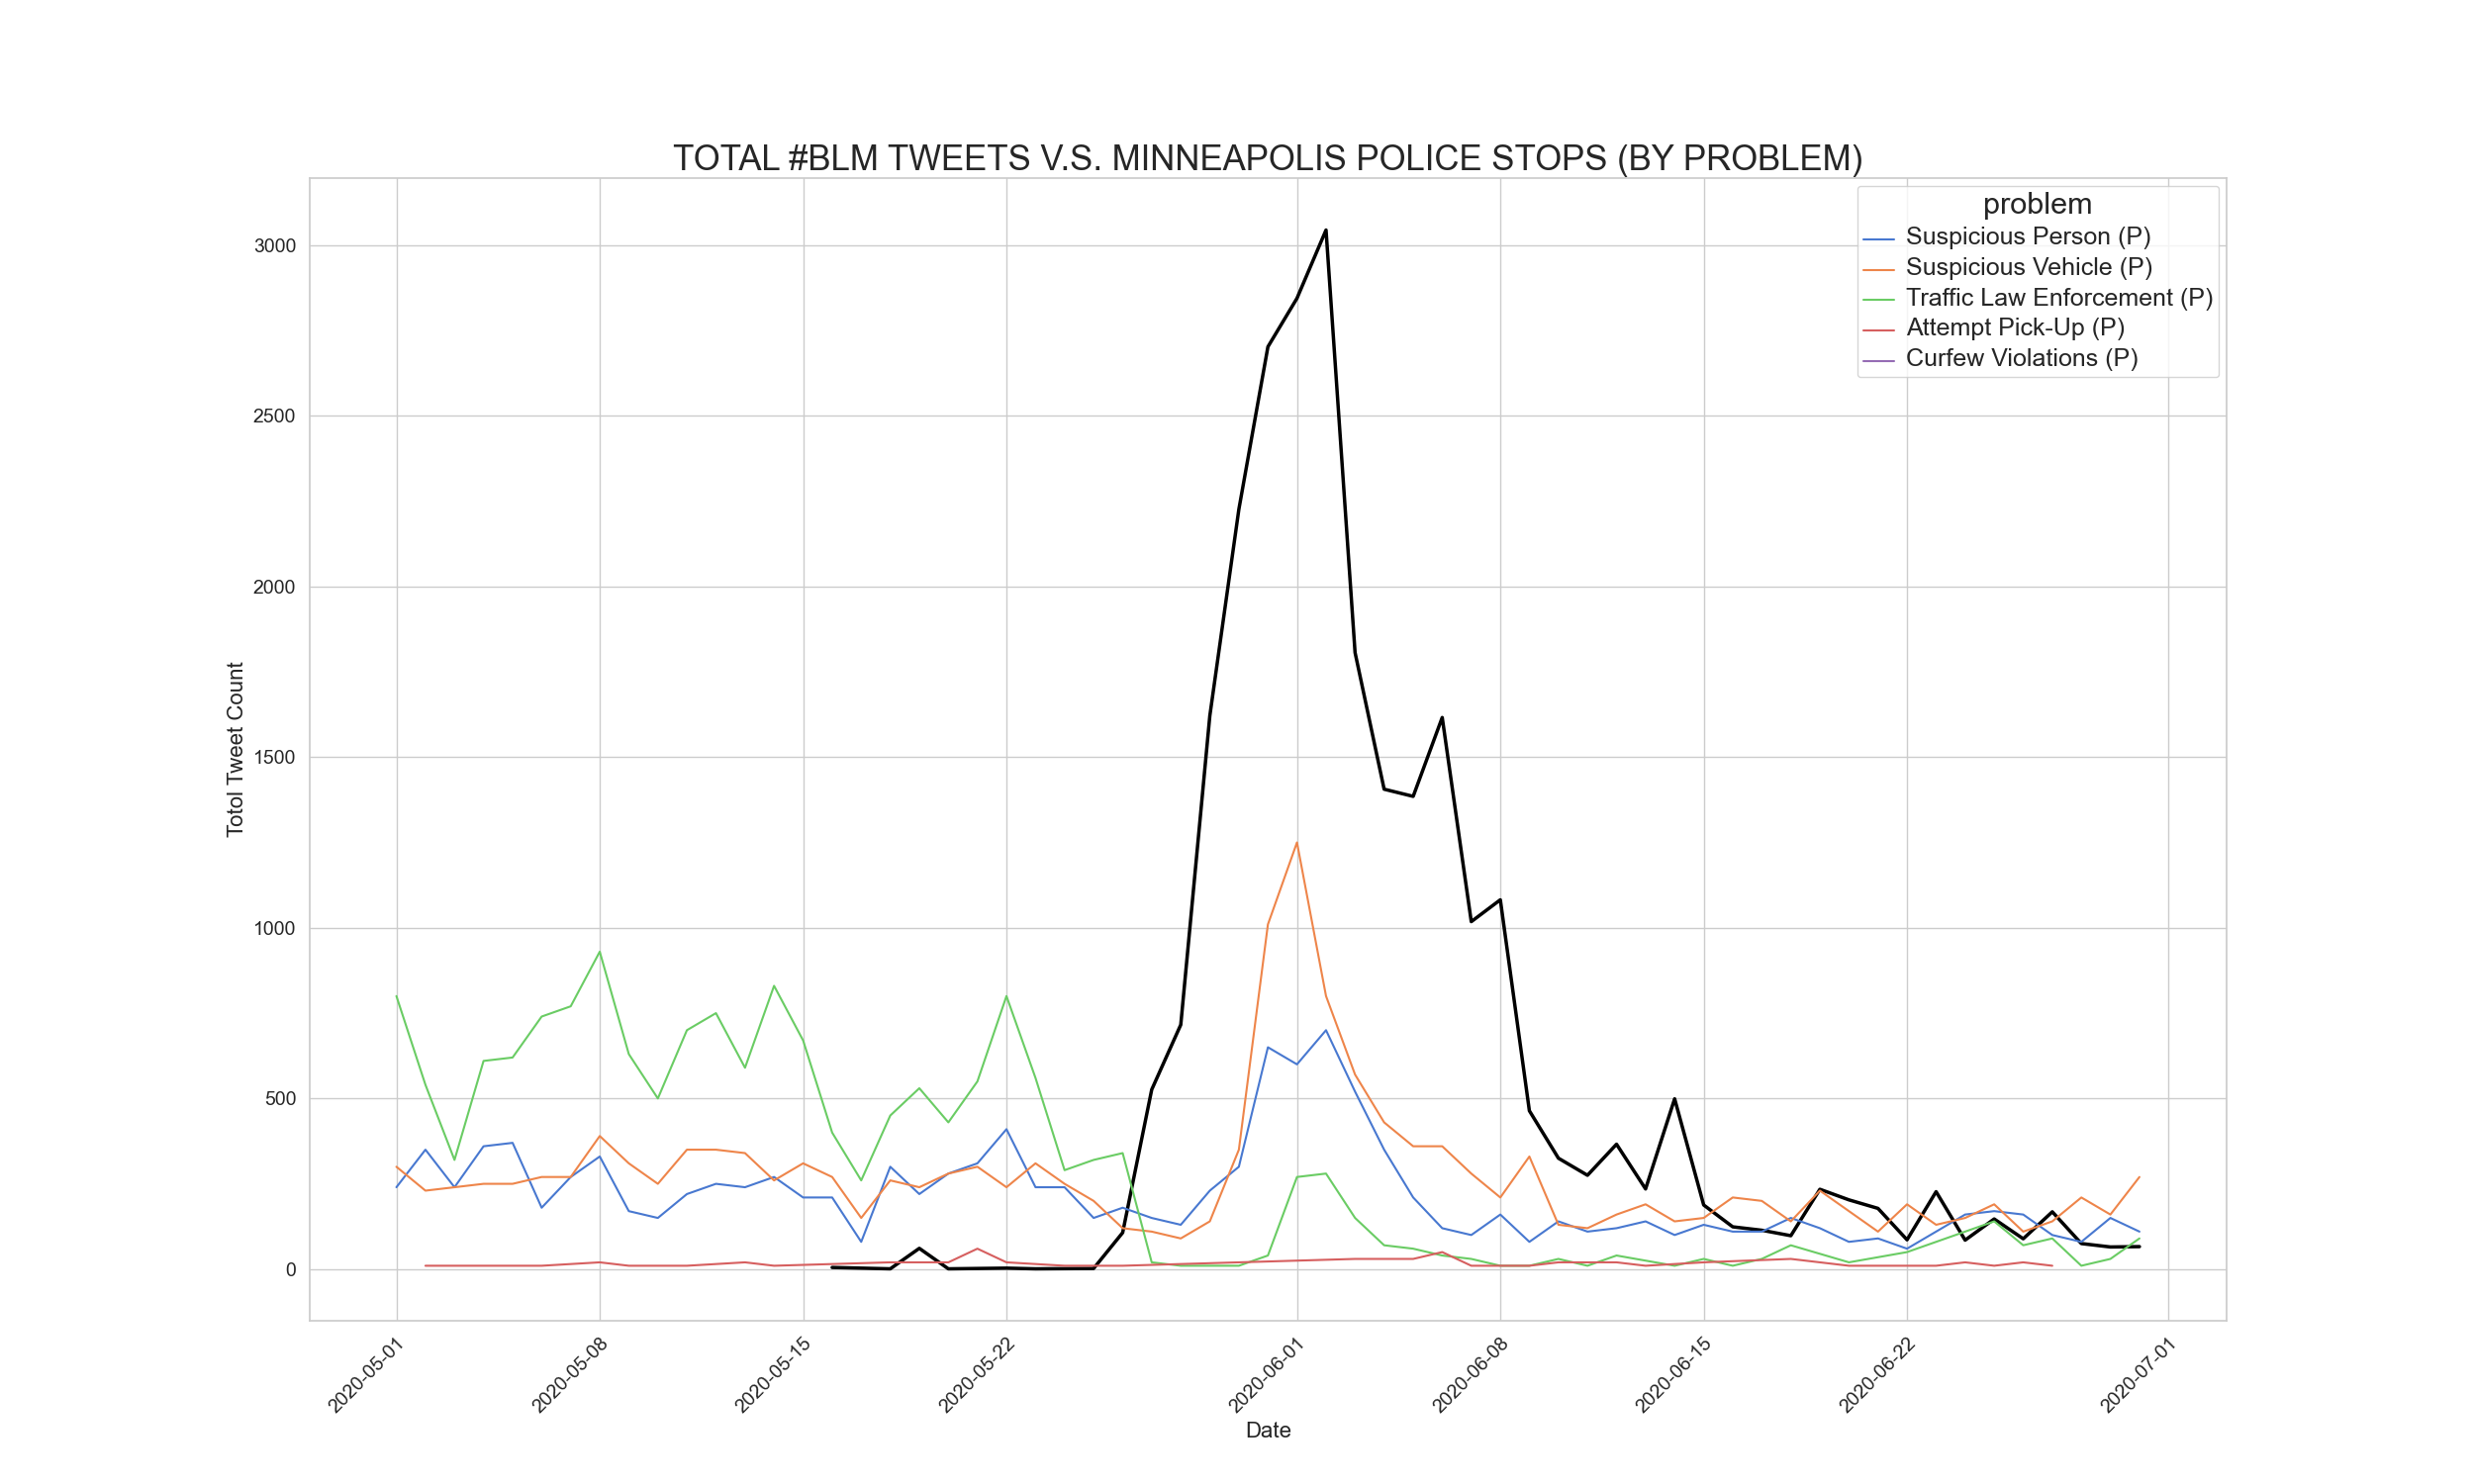 TOTAL #BLM TWEETS V.S. MINNEAPOLIS POLICE STOPS (BY PROBLEM)
problem
Suspicious Person (P)
Suspicious Vehicle (P)
Traffic Law Enforcement (P)
Attempt Pick-Up (P)
Curfew Violations (P)
3000
2500
2000
1500
1000
500
0
Totol Tweet Count
2020-05-01
2020-05-08
2020-05-15
2020-05-22
2020-06-01
2020-06-08
2020-06-15
2020-06-22
2020-07-01
Date